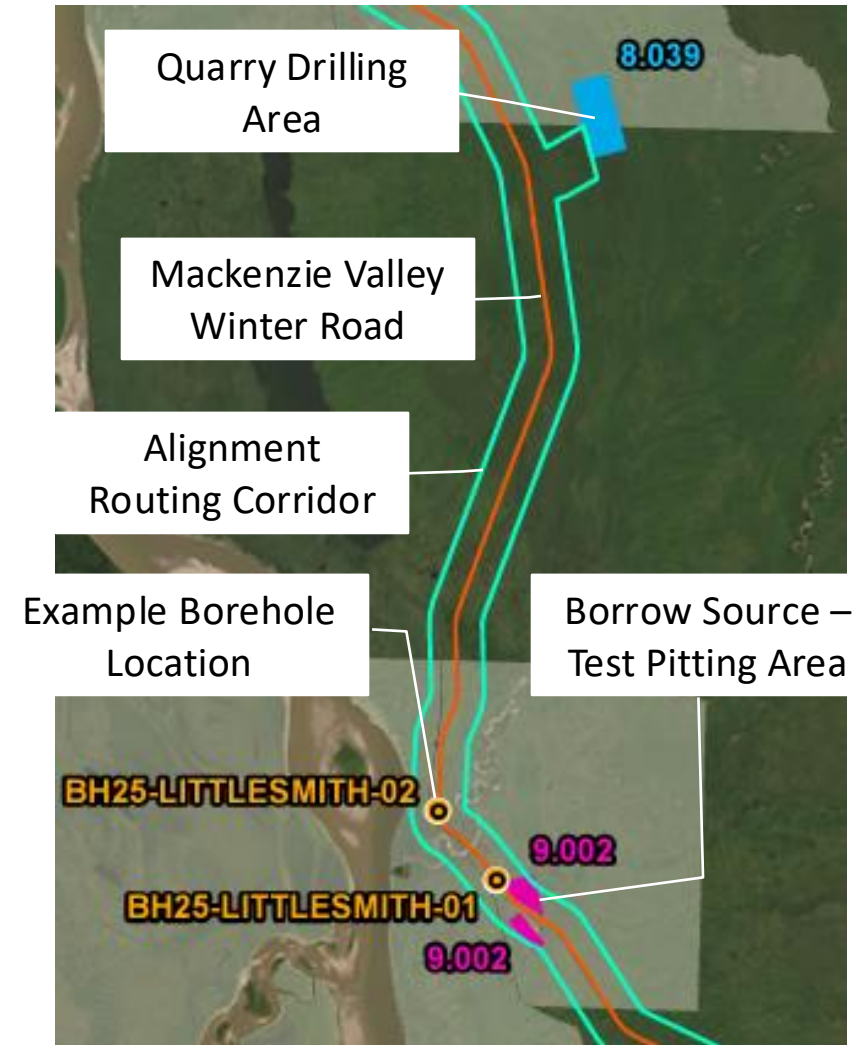 8.039
Quarry Drilling
Area
Mackenzie Valley
Winter Road
Alignment
Routing Corridor
Example Borehole
Location
Borrow Source –
Test Pitting Area
BH25-LITTLESMITH-02
9.002
BH25-LITTLESMITH-01
9.002